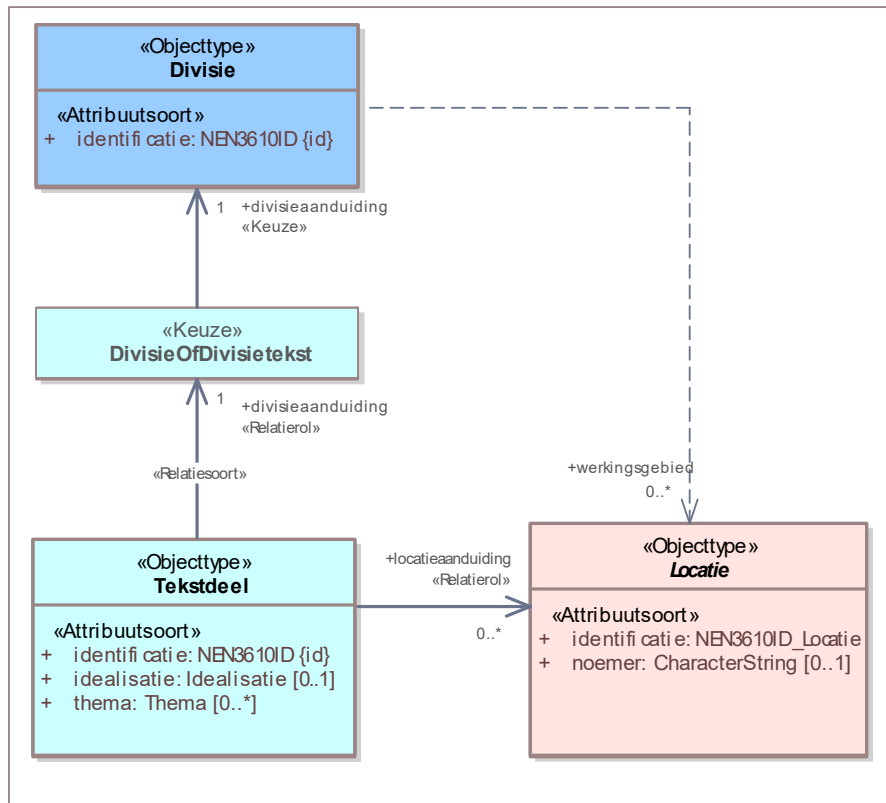 «Objecttype»
Divisie
«Attribuutsoort»
+ identificatie: NEN3610ID {id}
1
+divisieaanduiding
«Keuze»
«Keuze»
DivisieOfDivisietekst
1
+divisieaanduiding
«Relatierol»
«Relatiesoort»
+werkingsgebied
0..*
«Objecttype»
Tekstdeel
«Attribuutsoort»
+ identificatie: NEN3610ID {id}
+ idealisatie: Idealisatie [0..1]
+ thema: Thema [0..*]
+locatieaanduiding
«Relatierol»
0..*
«Objecttype»
Locatie
«Attribuutsoort»
+ identificatie: NEN3610ID_Locatie
+ noemer: CharacterString [0..1]